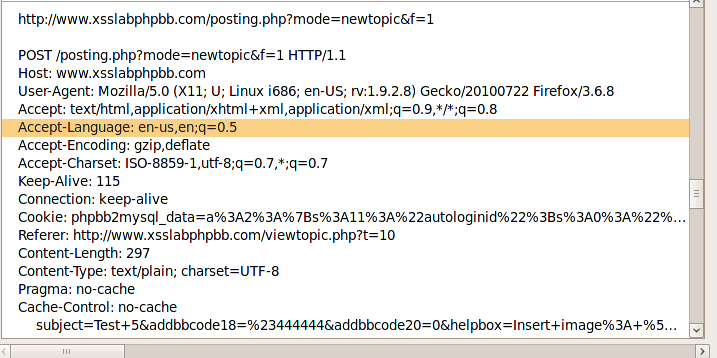 http://www.xsslabphpbb.com/posting.php?mode=newtopic&f=1
POST /posting.php?mode=newtopic&f=1 HTTP/1.1
Host: www.xsslabphpbb.com
User-Agent: Mozilla/5.0 (X11; U; Linux i686; en-US; rv:1.9.2.8) Gecko/20100722 Firefox/3.6.8
Accept: text/html,application/xhtml+xml,application/xml;q=0.9,*/*;q=0.8
Accept-Language: en-us,en;q=0.5
Accept-Encoding: gzip,deflate
Accept-Charset: ISO-8859-1,utf-8;q=0.7,*;q=0.7
Keep-Alive: 115
Connection: keep-alive
Cookie: phpbb2mysql_data=a%3A2%3A%7Bs%3A11%3A%22autologinid%22%3Bs%3A0%3A%22%...
Referer: http://www.xsslabphpbb.com/viewtopic.php?t=10
Content-Length: 297
Content-Type: text/plain; charset=UTF-8
Pragma: no-cache
Cache-Control: no-cache
subject=Test+5&addbbcode18=%23444444&addbbcode20=0&helpbox=Insert+image%3A+%5...